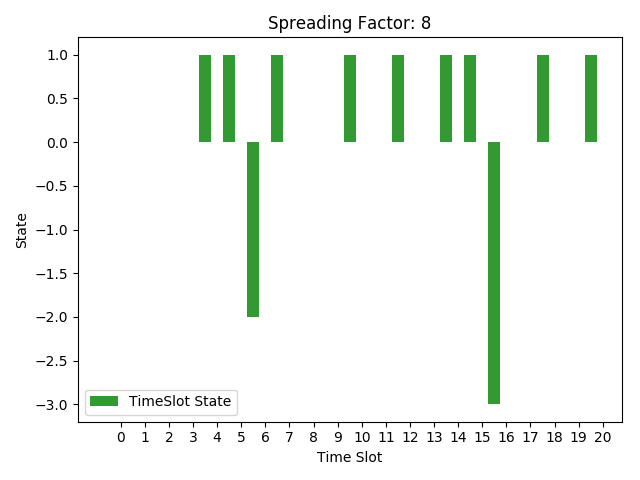 Spreading Factor: 8
1.0
0.5
0.0
−0.5
−1.0
−1.5
−2.0
−2.5
−3.0
State
TimeSlot State
0 1 2 3 4 5 6 7 8 9 10 11 12 13 14 15 16 17 18 19 20
Time Slot